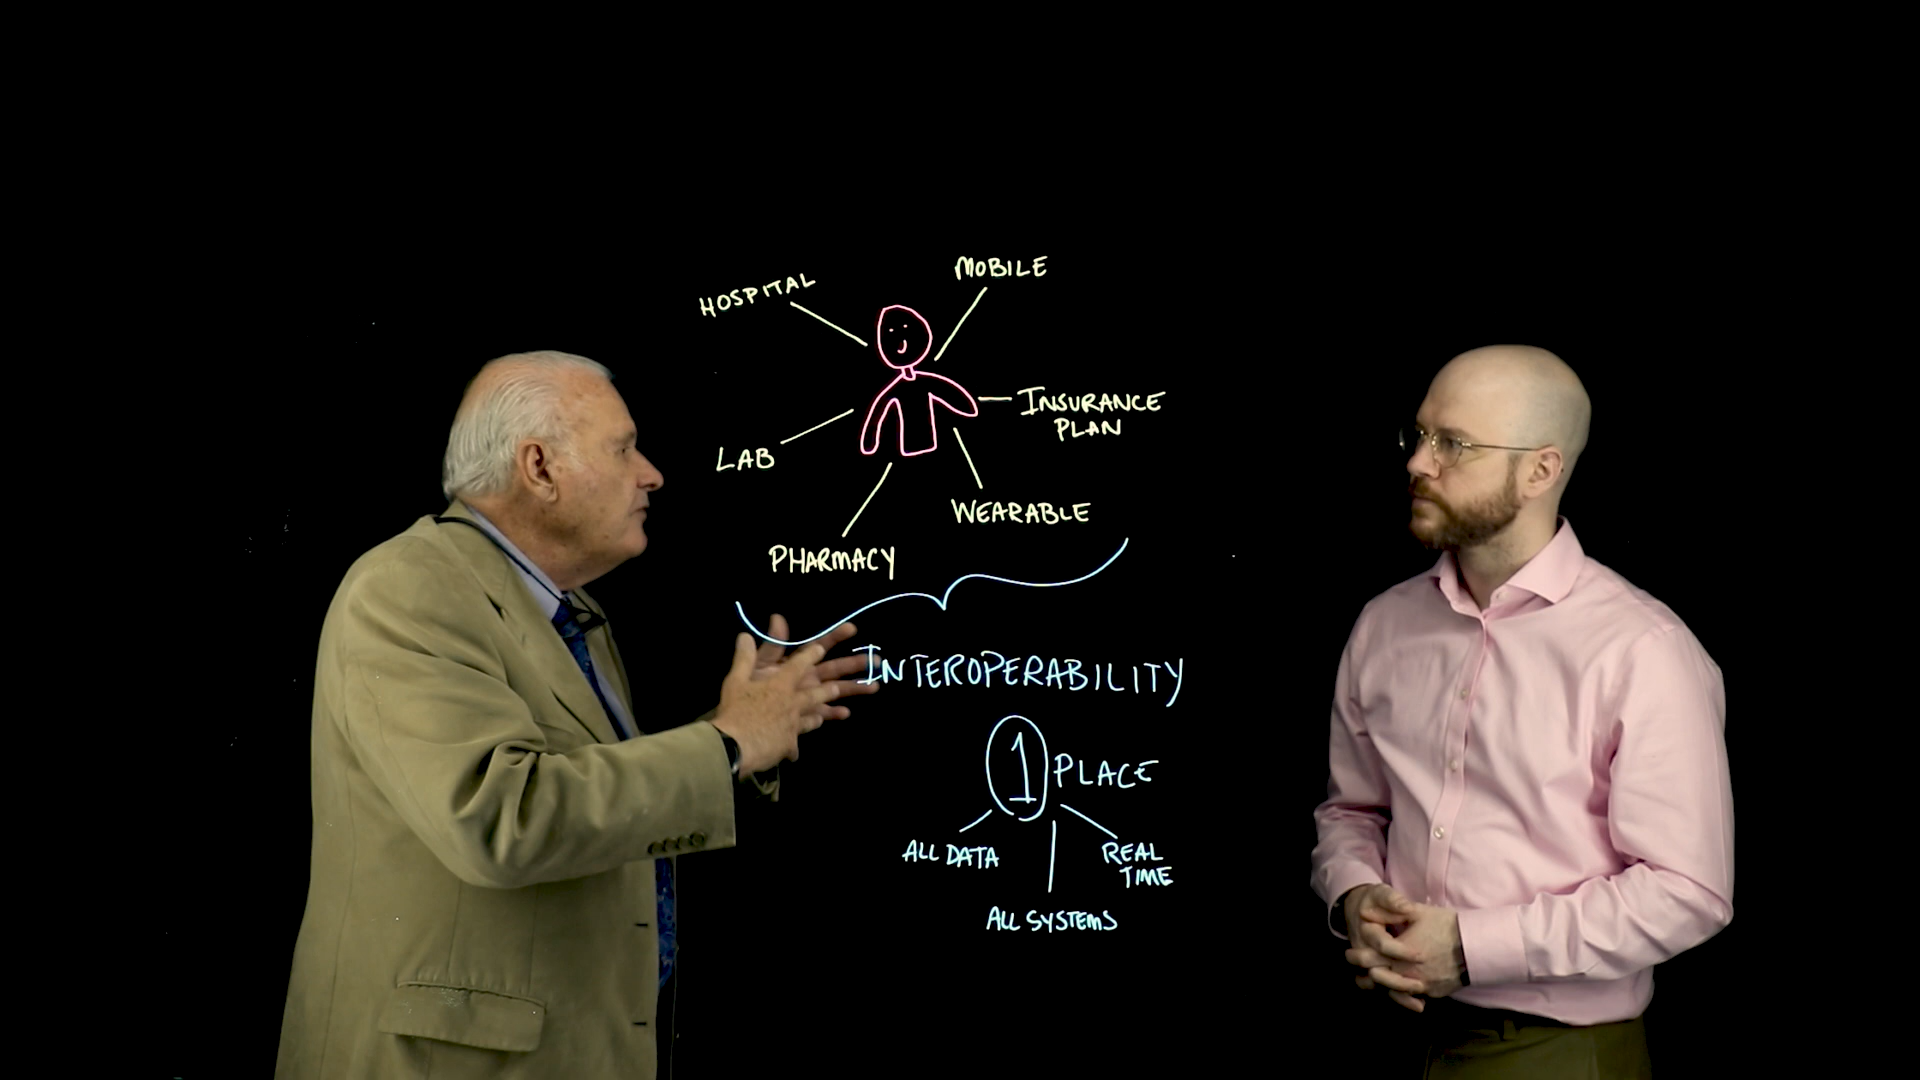 HOSPITAL
MOBILE
INSURANCE
PLAN
LAB
WEARABLE
PHARMACY
INTEROPERABILITY
1 PLACE
ALL DATA
REAL
TIME
ALL SYSTEMS